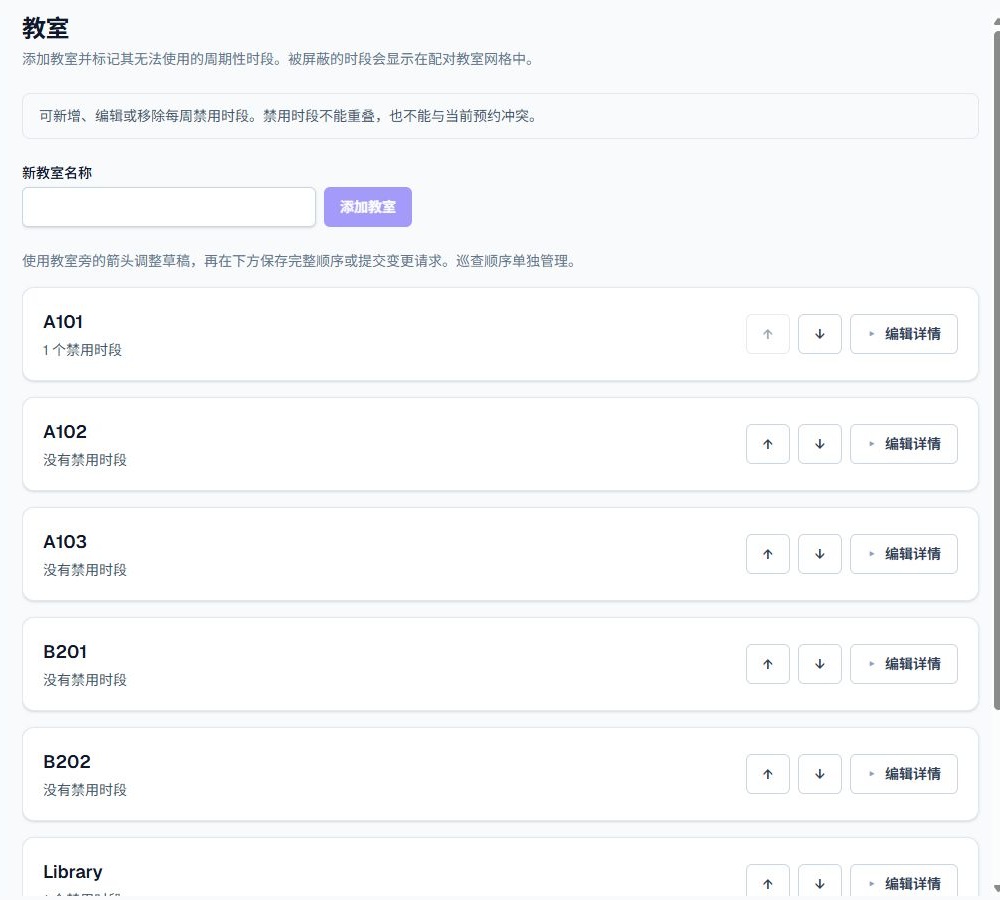 教室
添加教室并标记其无法使用的周期性时段。被屏蔽的时段会显示在配对教室网格中。
可新增、编辑或移除每周禁用时段。禁用时段不能重叠，也不能与当前预约冲突。
新教室名称
添加教室
使用教室旁的箭头调整草稿，再在下方保存完整顺序或提交变更请求。巡查顺序单独管理。
A101
1 个禁用时段
↑ ↓ ▸ 编辑详情
A102
没有禁用时段
↑ ↓ ▸ 编辑详情
A103
没有禁用时段
↑ ↓ ▸ 编辑详情
B201
没有禁用时段
↑ ↓ ▸ 编辑详情
B202
没有禁用时段
↑ ↓ ▸ 编辑详情
Library
↑ ↓ ▸ 编辑详情